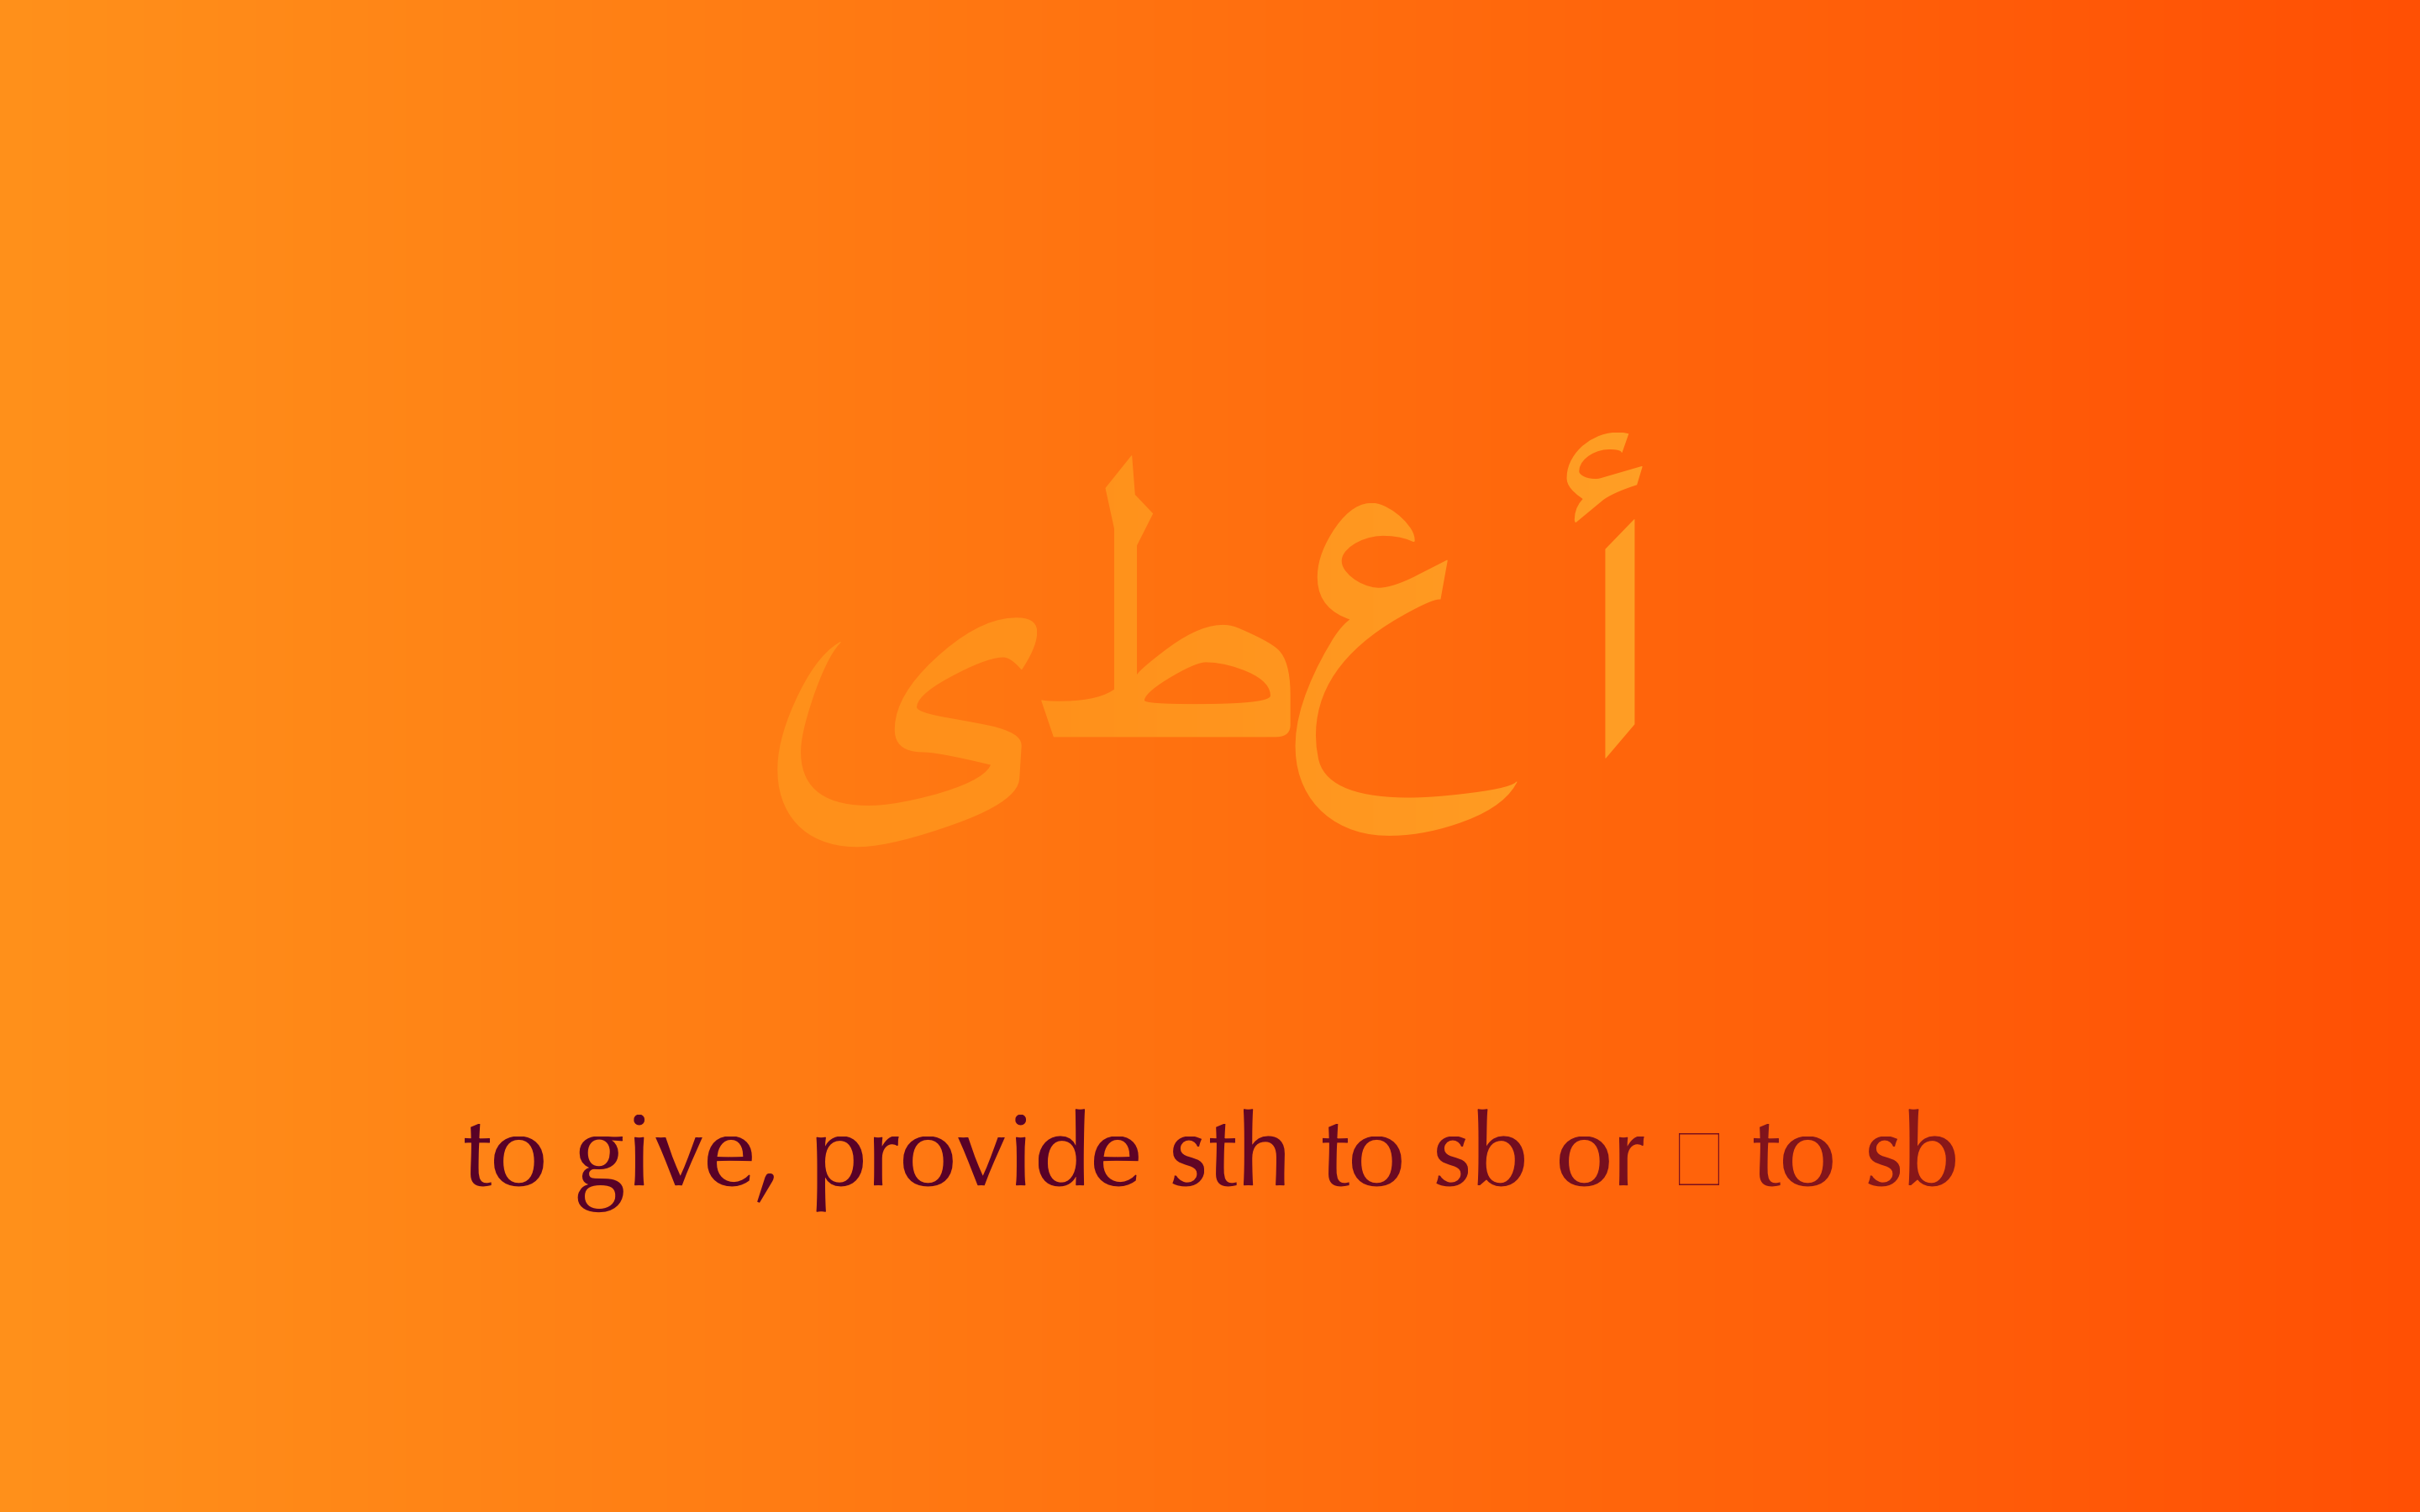 أعطى
to give, provide sth to sb or □ to sb